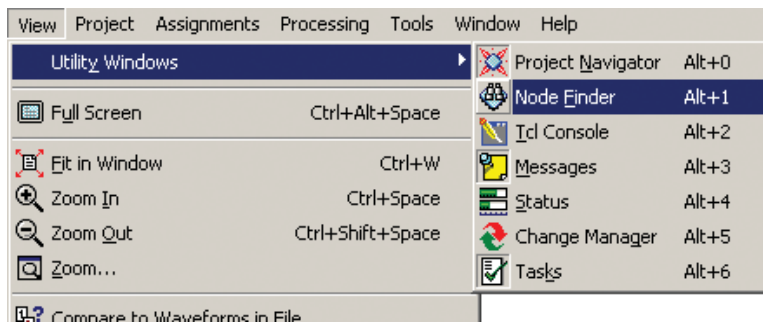 View Project Assignments Processing Tools Window Help
Utility Windows
Full Screen Ctrl+Alt+Space
Fit in Window Ctrl+W
Zoom In Ctrl+Space
Zoom Out Ctrl+Shift+Space
Zoom...
Compare to Waveforms in File
Project Navigator Alt+0
Node Finder Alt+1
Tcl Console Alt+2
Messages Alt+3
Status Alt+4
Change Manager Alt+5
Tasks Alt+6